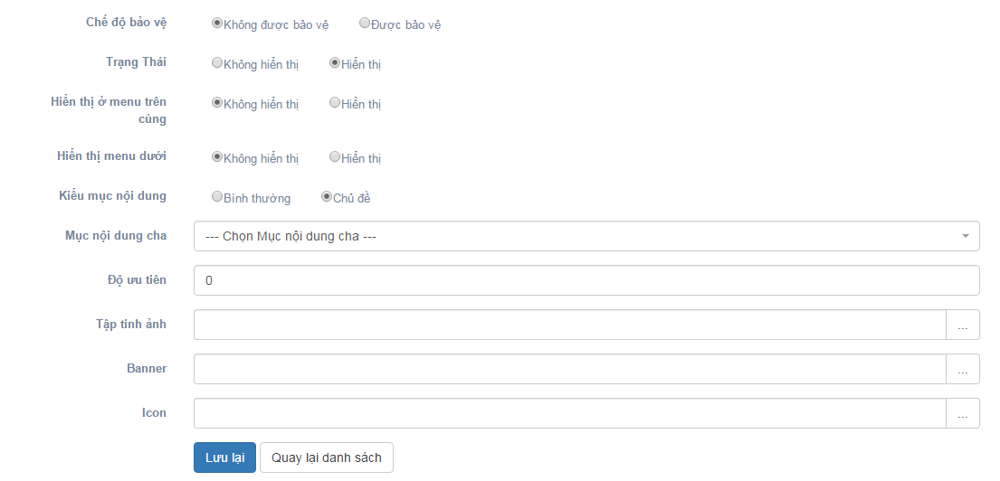 Chế độ bảo vệ Không được bảo vệ Được bảo vệ
Trạng Thái Không hiển thị Hiển thị
Hiển thị ở menu trên Không hiển thị Hiển thị
cùng
Hiển thị menu dưới Không hiển thị Hiển thị
Kiểu mục nội dung Bình thường Chủ đề
Mục nội dung cha --- Chọn Mục nội dung cha ---
Độ ưu tiên 0
Tập tinh ảnh ...
Banner ...
Icon ...
Lưu lại Quay lại danh sách